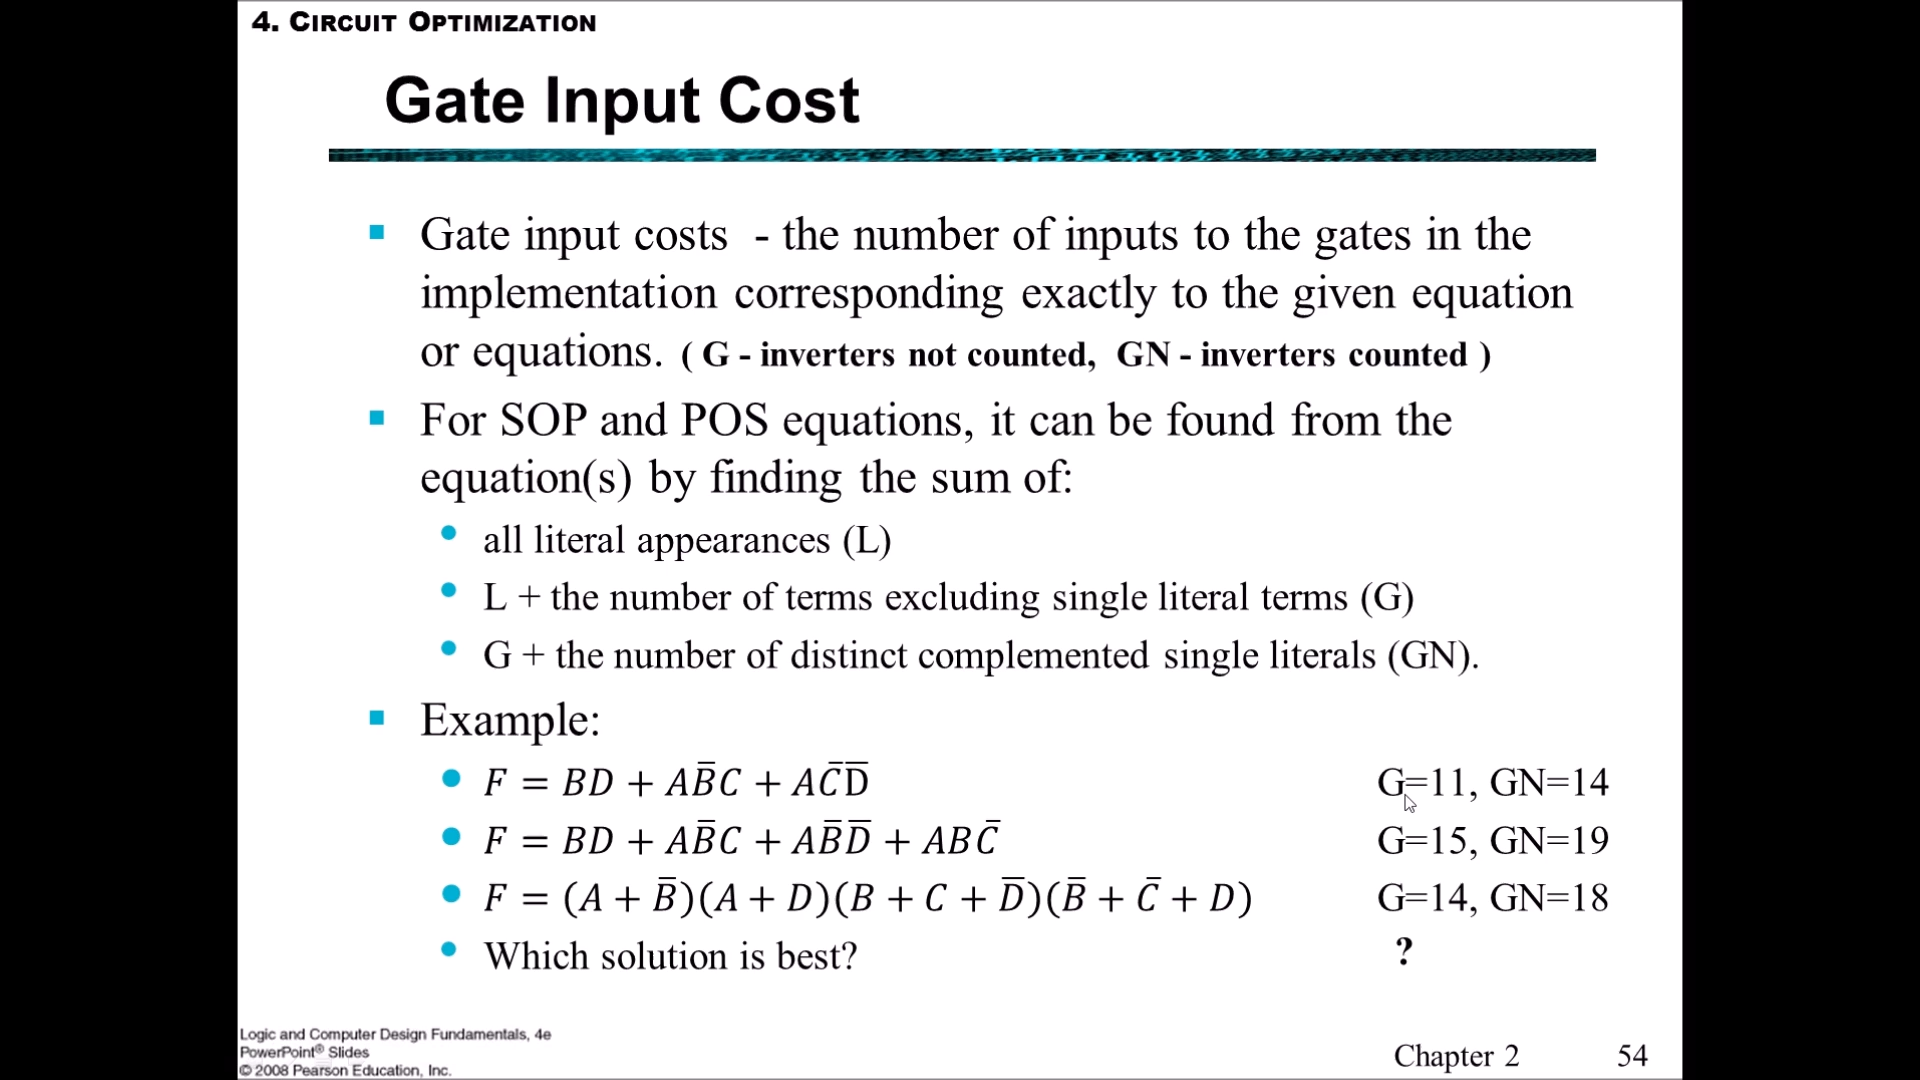 4. CIRCUIT OPTIMIZATION
Gate Input Cost
Gate input costs - the number of inputs to the gates in the
implementation corresponding exactly to the given equation
or equations. ( G - inverters not counted, GN - inverters counted )
For SOP and POS equations, it can be found from the
equation(s) by finding the sum of:
all literal appearances (L)
L + the number of terms excluding single literal terms (G)
G + the number of distinct complemented single literals (GN).
Example:
F = BD + AB̅C + AC̅D̅ G=11, GN=14
F = BD + AB̅C + AB̅D̅ + ABC̅ G=15, GN=19
F = (A + B̅)(A + D)(B + C + D̅)(B̅ + C̅ + D) G=14, GN=18
Which solution is best? ?
Logic and Computer Design Fundamentals, 4e
PowerPoint® Slides
© 2008 Pearson Education, Inc.
Chapter 2 54